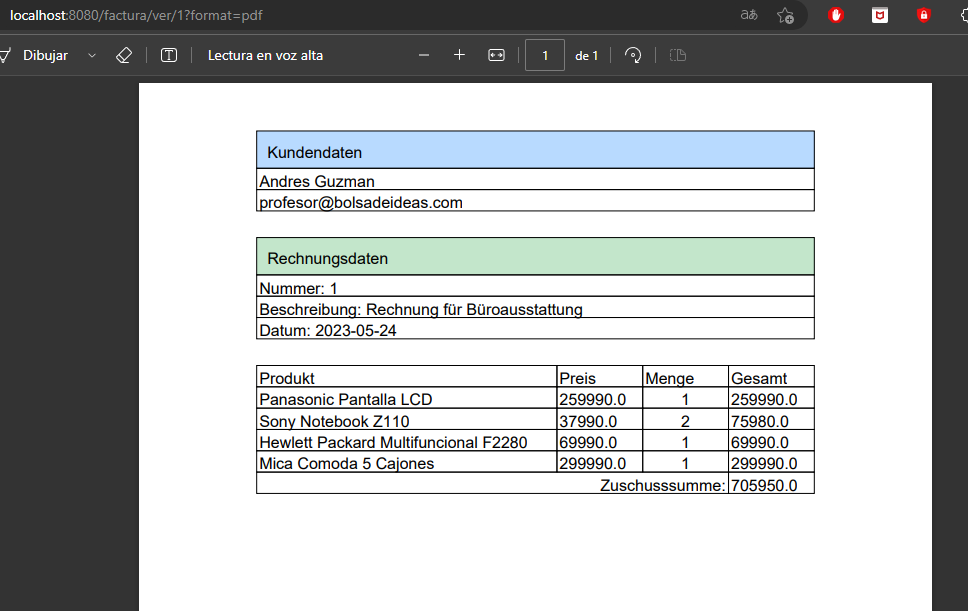 localhost:8080/factura/ver/1?format=pdf aあ
Dibujar T Lectura en voz alta 1 de 1
Kundendaten
Andres Guzman
profesor@bolsadeideas.com
Rechnungsdaten
Nummer: 1
Beschreibung: Rechnung für Büroausstattung
Datum: 2023-05-24
Produkt Preis Menge Gesamt
Panasonic Pantalla LCD 259990.0 1 259990.0
Sony Notebook Z110 37990.0 2 75980.0
Hewlett Packard Multifuncional F2280 69990.0 1 69990.0
Mica Comoda 5 Cajones 299990.0 1 299990.0
Zuschusssumme: 705950.0